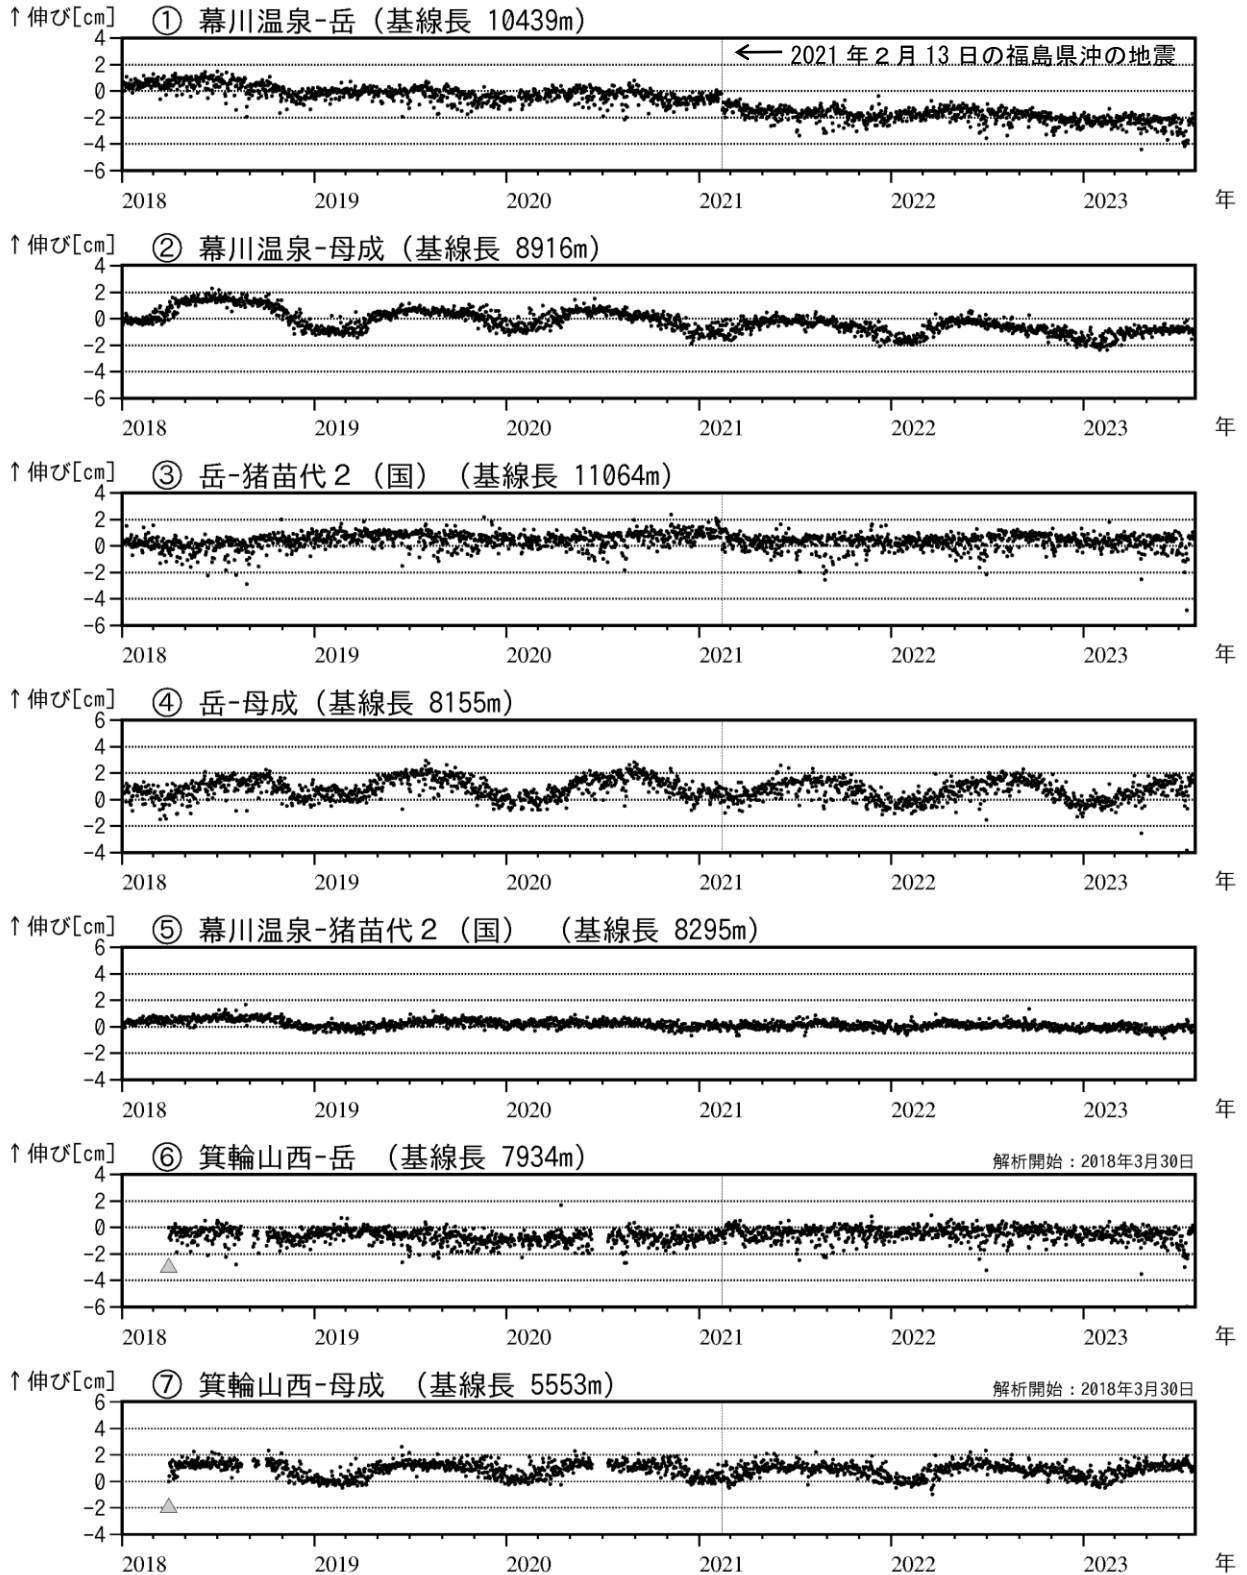 ↑伸び[cm] ① 幕川温泉-岳（基線長 10439m）
4
2
0
-2
-4
-6
← 2021年2月13日の福島県沖の地震
2018 2019 2020 2021 2022 2023 年
↑伸び[cm] ② 幕川温泉-母成（基線長 8916m）
4
2
0
-2
-4
-6
2018 2019 2020 2021 2022 2023 年
↑伸び[cm] ③ 岳-猪苗代２（国）（基線長 11064m）
4
2
0
-2
-4
-6
2018 2019 2020 2021 2022 2023 年
↑伸び[cm] ④ 岳-母成（基線長 8155m）
6
4
2
0
-2
-4
2018 2019 2020 2021 2022 2023 年
↑伸び[cm] ⑤ 幕川温泉-猪苗代２（国）（基線長 8295m）
6
4
2
0
-2
-4
2018 2019 2020 2021 2022 2023 年
↑伸び[cm] ⑥ 箕輪山西-岳（基線長 7934m） 解析開始：2018年3月30日
4
2
0
-2
-4
-6
2018 2019 2020 2021 2022 2023 年
↑伸び[cm] ⑦ 箕輪山西-母成（基線長 5553m） 解析開始：2018年3月30日
6
4
2
0
-2
-4
2018 2019 2020 2021 2022 2023 年